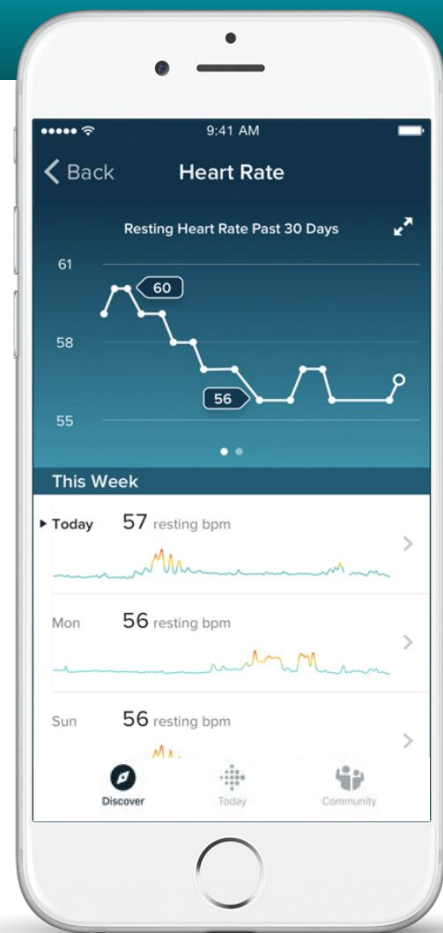 9:41 AM
Back
Heart Rate
Resting Heart Rate Past 30 Days
61
60
58
56
55
This Week
Today 57 resting bpm
Mon 56 resting bpm
Sun 56 resting bpm
Discover Today Community